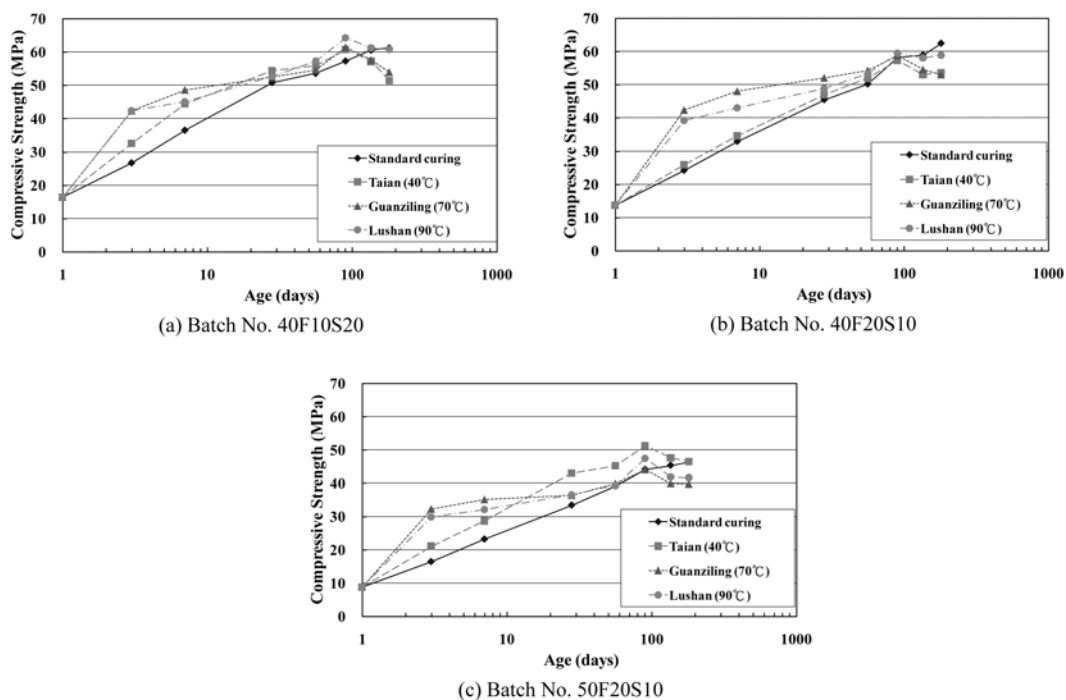 70
60
50
40
30
20
10
0
Compressive Strength (MPa)
Standard curing
Taian (40℃)
Guanziling (70℃)
Lushan (90℃)
1 10 100 1000
Age (days)
(a) Batch No. 40F10S20
70
60
50
40
30
20
10
0
Compressive Strength (MPa)
Standard curing
Taian (40℃)
Guanziling (70℃)
Lushan (90℃)
1 10 100 1000
Age (days)
(b) Batch No. 40F20S10
70
60
50
40
30
20
10
0
Compressive Strength (MPa)
Standard curing
Taian (40℃)
Guanziling (70℃)
Lushan (90℃)
1 10 100 1000
Age (days)
(c) Batch No. 50F20S10